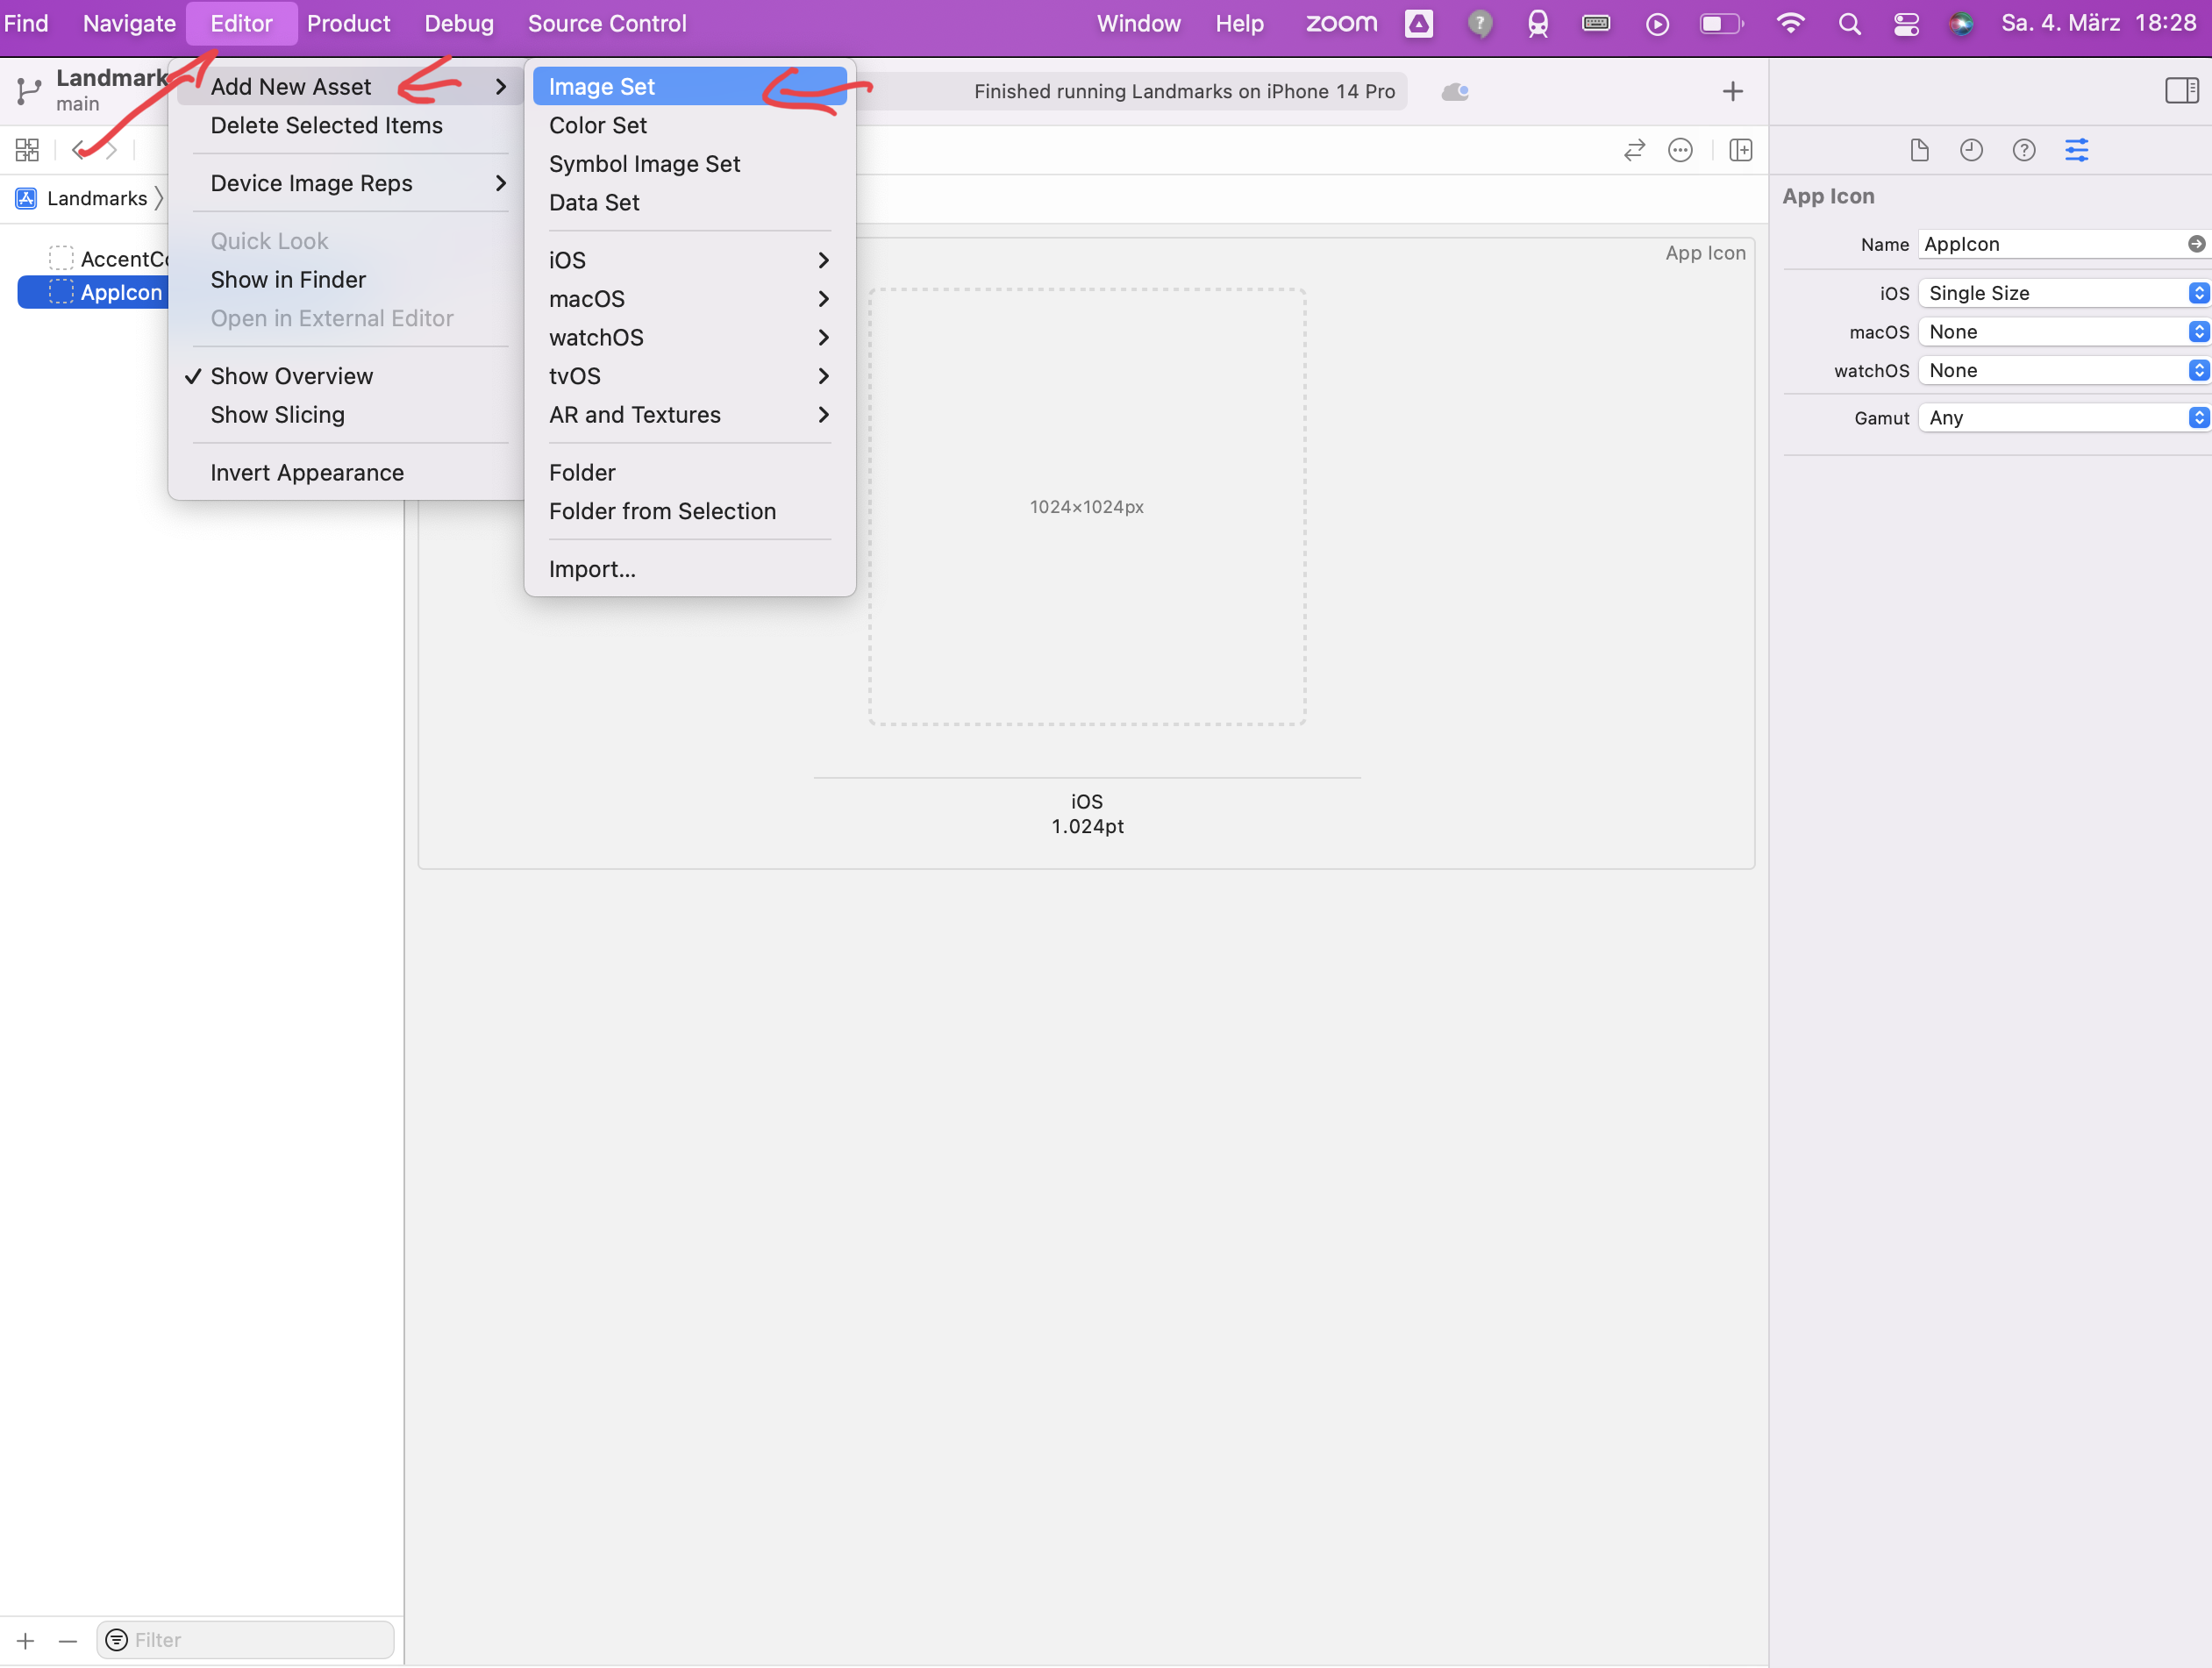 Find Navigate Editor Product Debug Source Control Window Help zoom Sa. 4. März 18:28
Landmark
main
Finished running Landmarks on iPhone 14 Pro
Landmarks
AppIcon
Add New Asset
Delete Selected Items
Device Image Reps
Quick Look
Show in Finder
Open in External Editor
Show Overview
Show Slicing
Invert Appearance
Image Set
Color Set
Symbol Image Set
Data Set
iOS
macOS
watchOS
tvOS
AR and Textures
Folder
Folder from Selection
Import...
App Icon
1024×1024px
iOS
1.024pt
App Icon
Name AppIcon
iOS Single Size
macOS None
watchOS None
Gamut Any
Filter